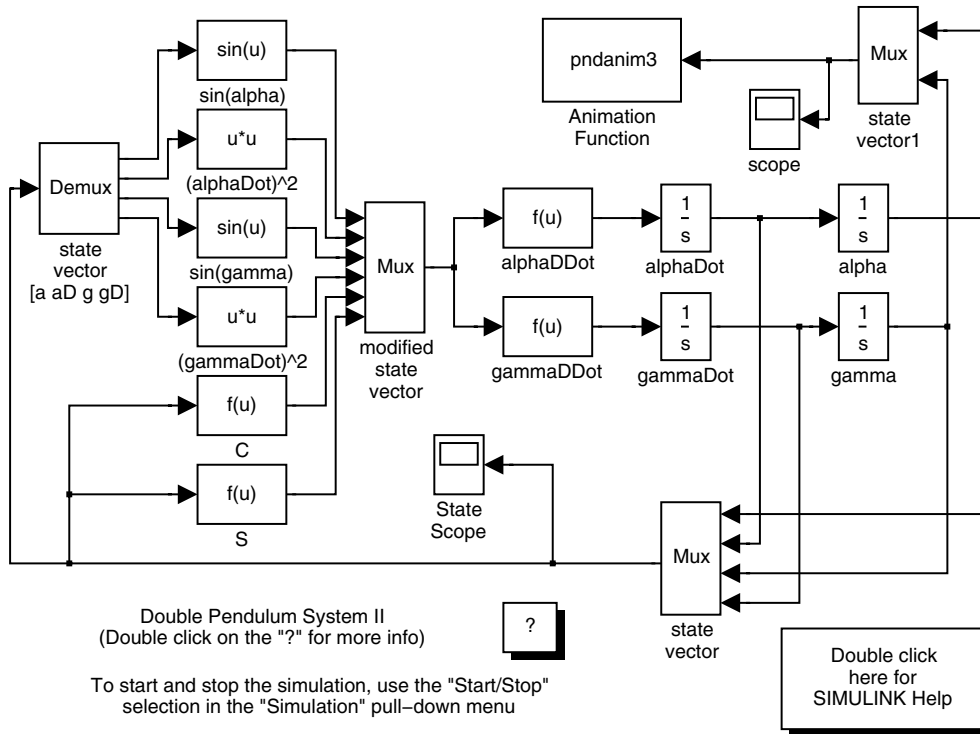 sin(u)
sin(alpha)
u*u
(alphaDot)^2
Demux
state
vector
[a aD g gD]
sin(u)
sin(gamma)
u*u
(gammaDot)^2
f(u)
C
f(u)
S
Mux
modified
state
vector
pndanim3
Animation
Function
scope
Mux
state
vector1
f(u)
alphaDDot
1
s
alphaDot
1
s
alpha
f(u)
gammaDDot
1
s
gammaDot
1
s
gamma
State
Scope
Mux
state
vector
Double Pendulum System II
(Double click on the "?" for more info)
?
To start and stop the simulation, use the "Start/Stop"
selection in the "Simulation" pull−down menu
Double click
here for
SIMULINK Help